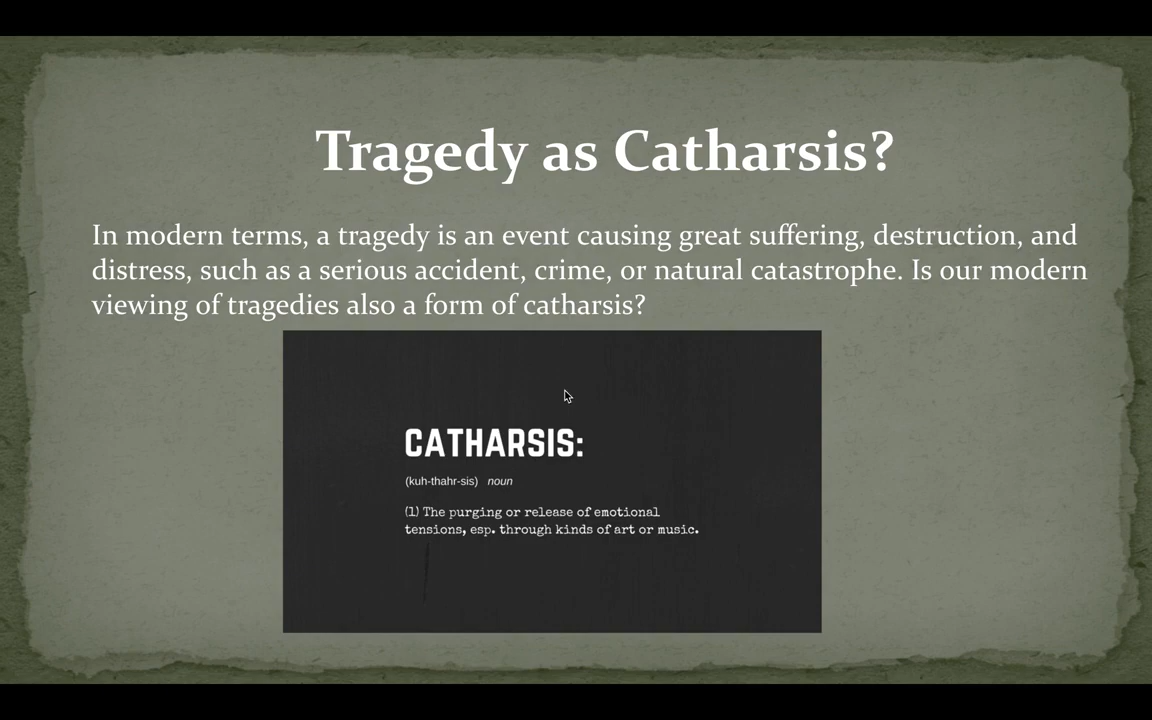 Tragedy as Catharsis?
In modern terms, a tragedy is an event causing great suffering, destruction, and
distress, such as a serious accident, crime, or natural catastrophe. Is our modern
viewing of tragedies also a form of catharsis?
CATHARSIS:
(kuh-thahr-sis) noun
(1) The purging or release of emotional
tensions, esp. through kinds of art or music.